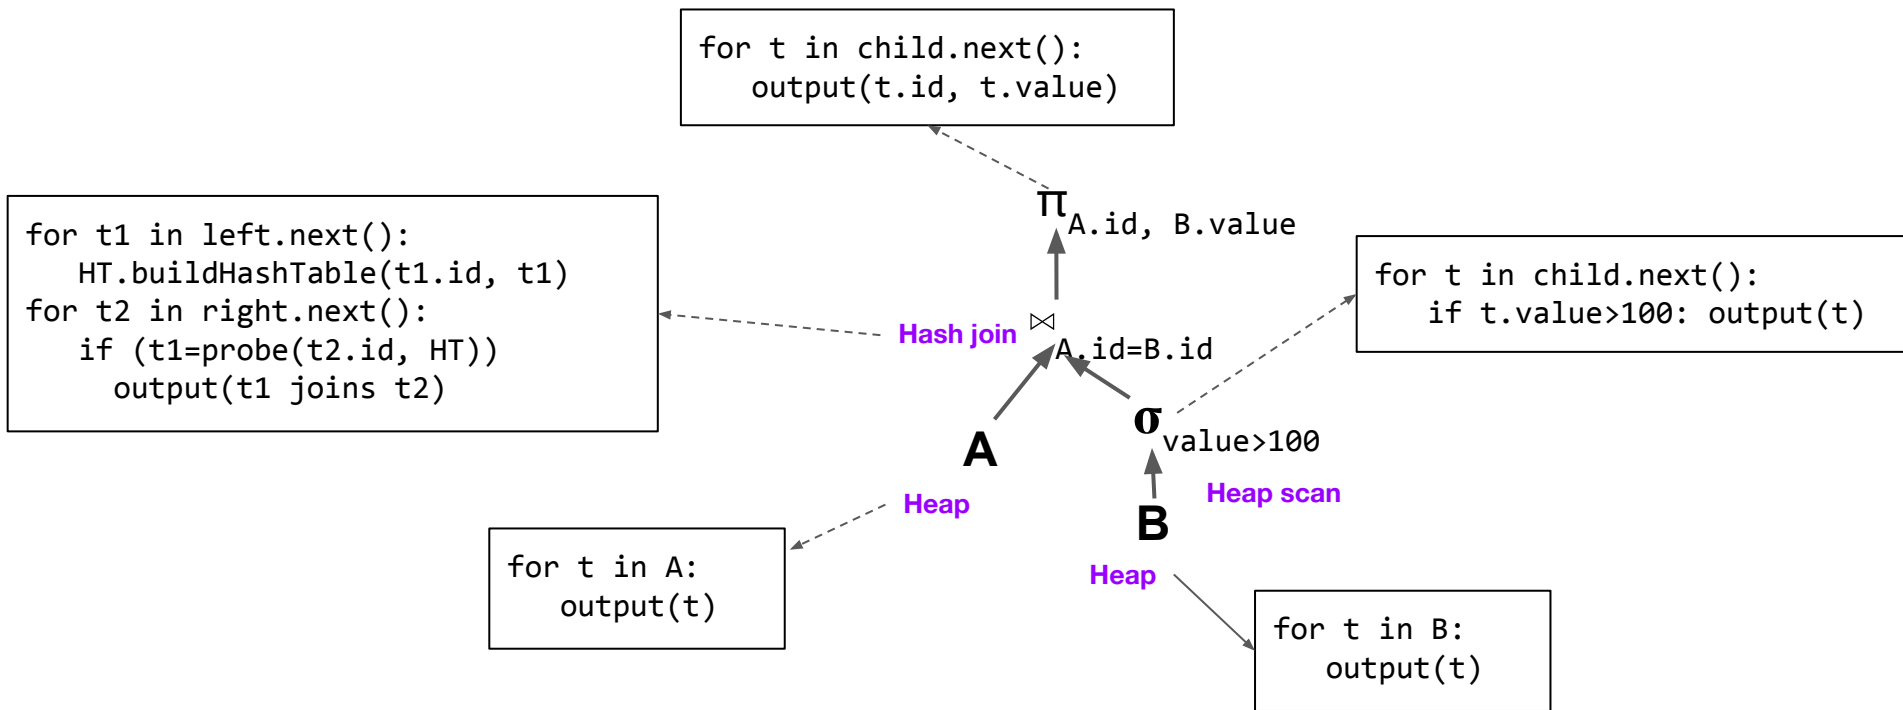 for t in child.next():
   output(t.id, t.value)
π A.id, B.value
for t1 in left.next():
   HT.buildHashTable(t1.id, t1)
for t2 in right.next():
   if (t1=probe(t2.id, HT))
     output(t1 joins t2)
for t in child.next():
   if t.value>100: output(t)
Hash join ⋈ A.id=B.id
σ value>100
A
Heap
Heap scan
B
Heap
for t in A:
   output(t)
for t in B:
   output(t)